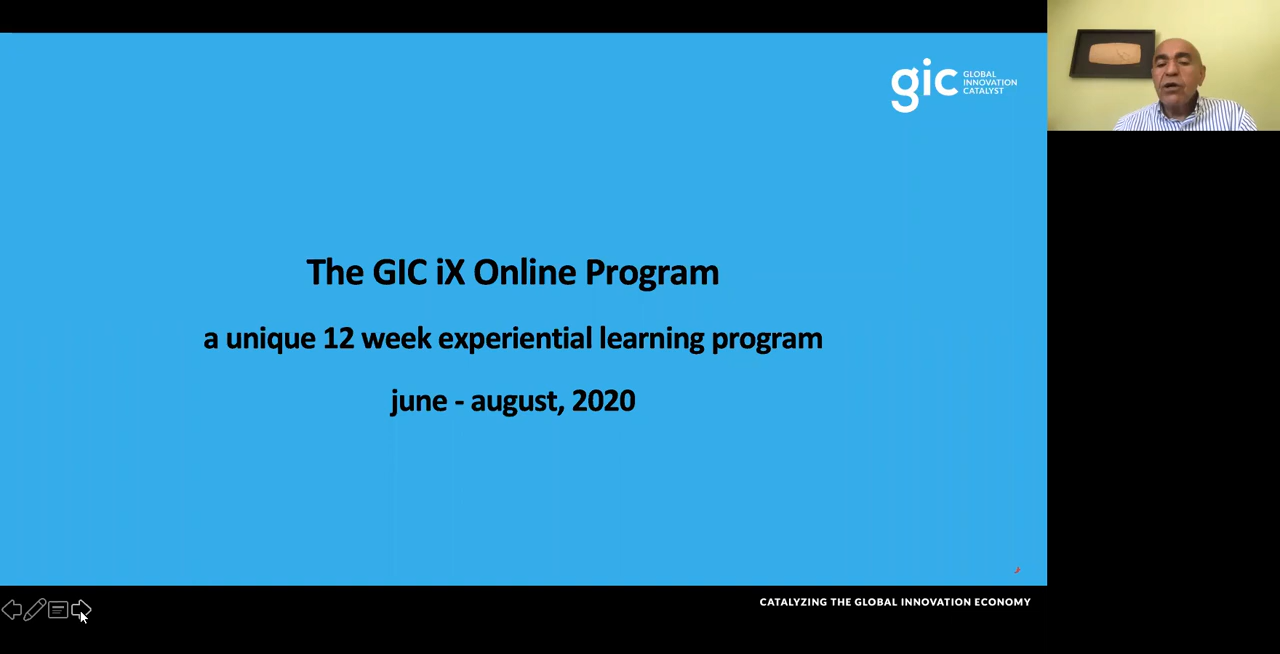 gic GLOBAL
INNOVATION
CATALYST
The GIC iX Online Program
a unique 12 week experiential learning program
june - august, 2020
CATALYZING THE GLOBAL INNOVATION ECONOMY